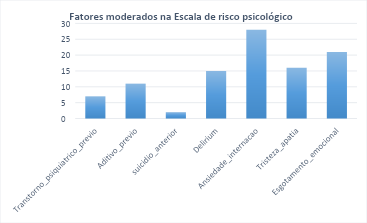 Fatores moderados na Escala de risco psicológico
30
25
20
15
10
5
0
Transtorno_psiquiatrico_previo
Aditivo_previo
suicidio_anterior
Delirium
Ansiedade_internacao
Tristeza_apatia
Esgotamento_emocional